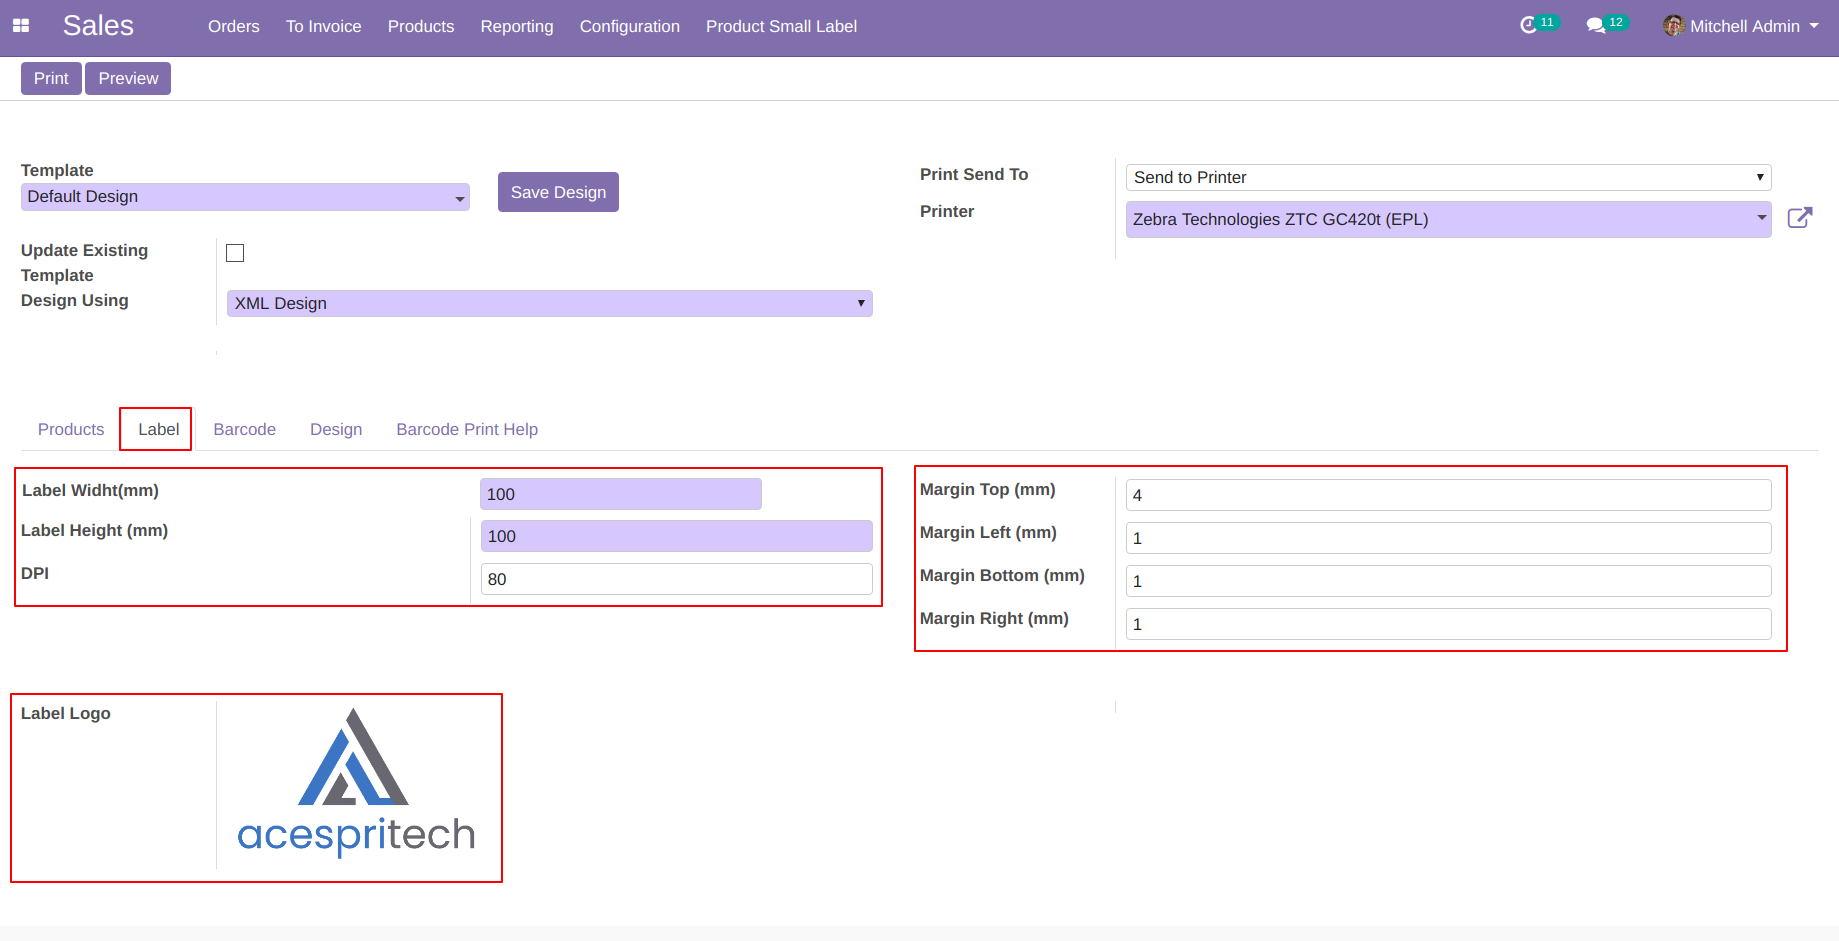 Sales
Orders
To Invoice
Products
Reporting
Configuration
Product Small Label
11
12
Mitchell Admin
Print
Preview
Template
Default Design
Save Design
Print Send To
Send to Printer
Printer
Zebra Technologies ZTC GC420t (EPL)
Update Existing
Template
Design Using
XML Design
Products
Label
Barcode
Design
Barcode Print Help
Label Widht(mm)
100
Label Height (mm)
100
DPI
80
Margin Top (mm)
4
Margin Left (mm)
1
Margin Bottom (mm)
1
Margin Right (mm)
1
Label Logo
acespritech